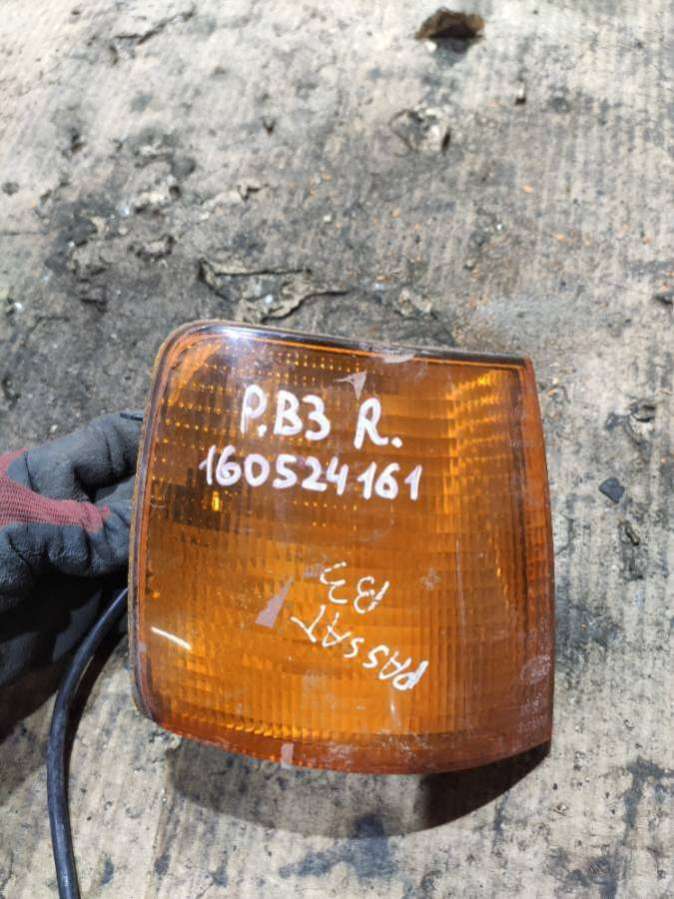 P.B3 R.
160524161
PASSAT
B3